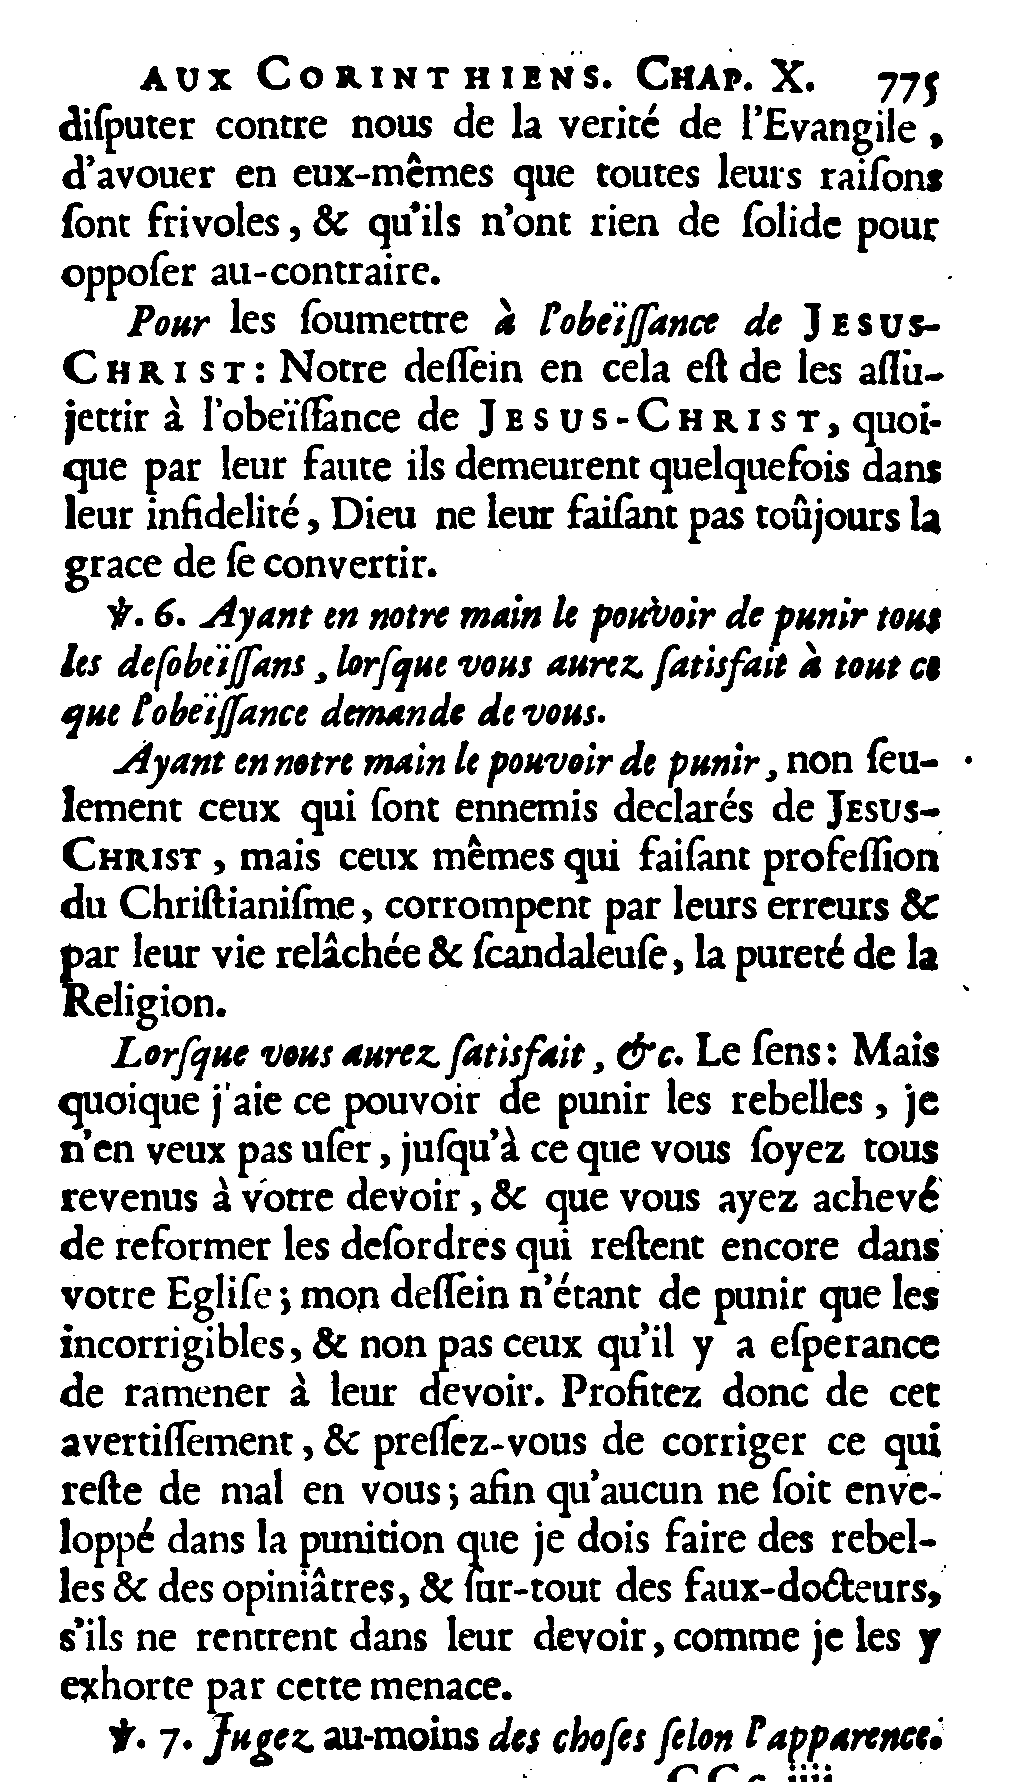 AUX CORINTHIENS. CHAP. X. 775
diſputer contre nous de la verité de l'Evangile,
d'avouer en eux-mêmes que toutes leurs raiſons
ſont frivoles, & qu'ils n'ont rien de ſolide pour
oppoſer au-contraire.
Pour les ſoumettre à l'obeïſſance de JESUS-
CHRIST: Notre deſſein en cela eſt de les aſſu-
jettir à l'obeïſſance de JESUS-CHRIST, quoi-
que par leur faute ils demeurent quelquefois dans
leur infidelité, Dieu ne leur faiſant pas toûjours la
grace de ſe convertir.
℣. 6. Ayant en notre main le pouvoir de punir tous
les deſobeïſſans, lorſque vous aurez ſatisfait à tout ce
que l'obeïſſance demande de vous.
Ayant en notre main le pouvoir de punir, non ſeu-
lement ceux qui ſont ennemis declarés de JESUS-
CHRIST, mais ceux mêmes qui faiſant profeſſion
du Chriſtianiſme, corrompent par leurs erreurs &
par leur vie relâchée & ſcandaleuſe, la pureté de la
Religion.
Lorſque vous aurez ſatisfait, &c. Le ſens: Mais
quoique j'aie ce pouvoir de punir les rebelles, je
n'en veux pas uſer, juſqu'à ce que vous ſoyez tous
revenus à votre devoir, & que vous ayez achevé
de reformer les deſordres qui reſtent encore dans
votre Egliſe; mon deſſein n'étant de punir que les
incorrigibles, & non pas ceux qu'il y a eſperance
de ramener à leur devoir. Profitez donc de cet
avertiſſement, & preſſez-vous de corriger ce qui
reſte de mal en vous; afin qu'aucun ne ſoit enve-
loppé dans la punition que je dois faire des rebel-
les & des opiniâtres, & ſur-tout des faux-docteurs,
s'ils ne rentrent dans leur devoir, comme je les y
exhorte par cette menace.
℣. 7. Jugez au-moins des choſes ſelon l'apparence.
CCc iiij